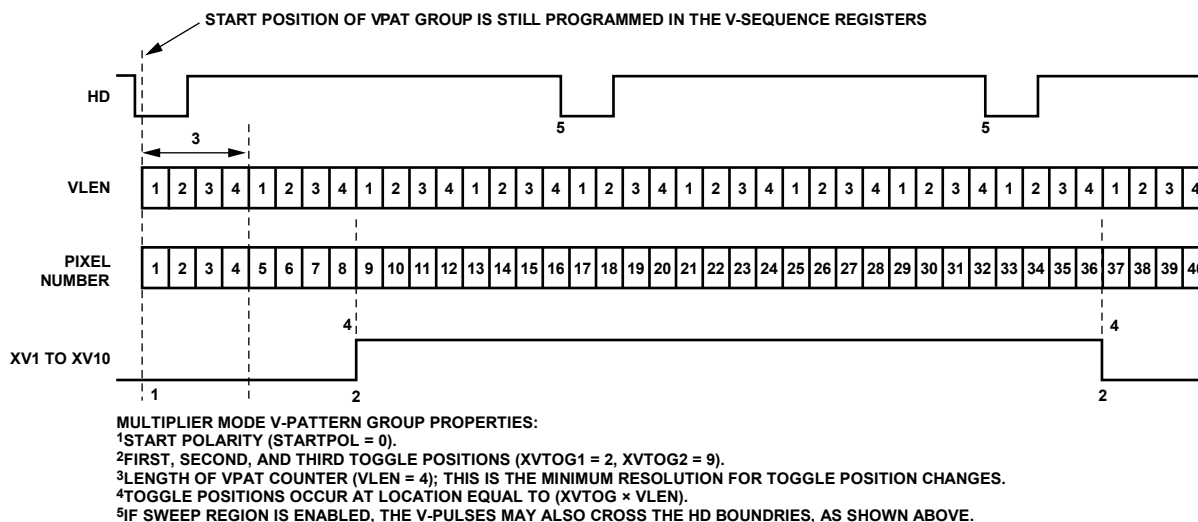 START POSITION OF VPAT GROUP IS STILL PROGRAMMED IN THE V-SEQUENCE REGISTERS
HD
5
5
3
VLEN
1 2 3 4 1 2 3 4 1 2 3 4 1 2 3 4 1 2 3 4 1 2 3 4 1 2 3 4 1 2 3 4 1 2 3 4 1 2 3 4
PIXEL
NUMBER
1 2 3 4 5 6 7 8 9 10 11 12 13 14 15 16 17 18 19 20 21 22 23 24 25 26 27 28 29 30 31 32 33 34 35 36 37 38 39 40
4
4
XV1 TO XV10
1
2
2
MULTIPLIER MODE V-PATTERN GROUP PROPERTIES:
1START POLARITY (STARTPOL = 0).
2FIRST, SECOND, AND THIRD TOGGLE POSITIONS (XVTOG1 = 2, XVTOG2 = 9).
3LENGTH OF VPAT COUNTER (VLEN = 4); THIS IS THE MINIMUM RESOLUTION FOR TOGGLE POSITION CHANGES.
4TOGGLE POSITIONS OCCUR AT LOCATION EQUAL TO (XVTOG × VLEN).
5IF SWEEP REGION IS ENABLED, THE V-PULSES MAY ALSO CROSS THE HD BOUNDRIES, AS SHOWN ABOVE.